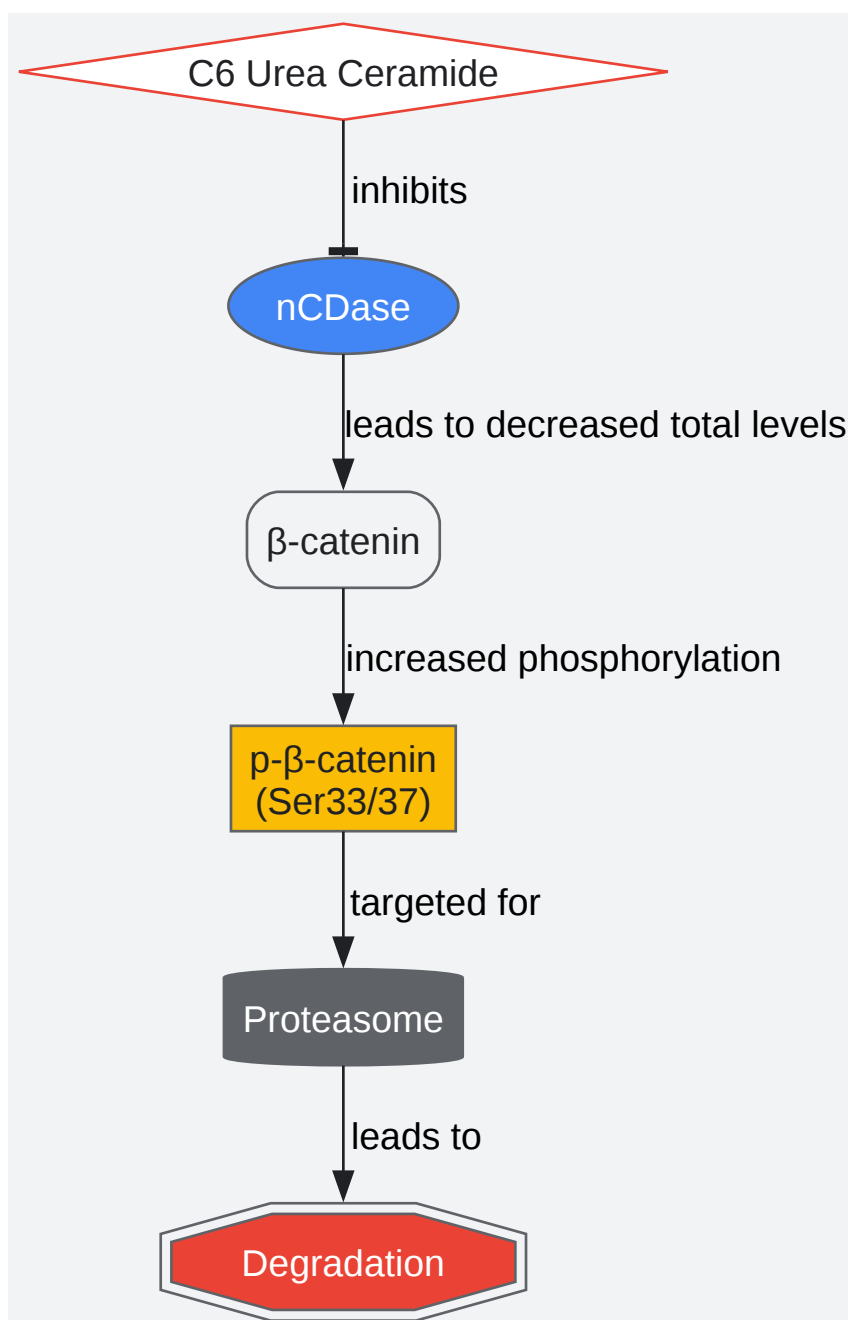 C6 Urea Ceramide
inhibits
nCDase
leads to decreased total levels
β-catenin
increased phosphorylation
p-β-catenin
(Ser33/37)
targeted for
Proteasome
leads to
Degradation